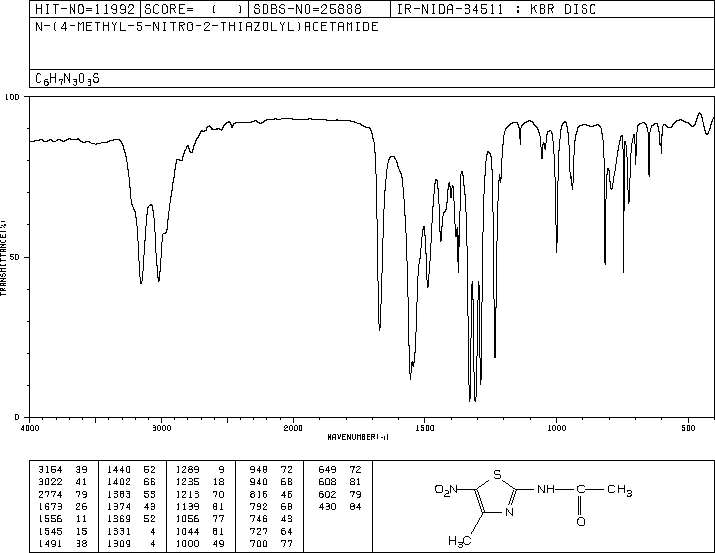 HIT-NO=11992 SCORE= ( ) SDBS-NO=25888 IR-NIDA-34511 : KBR DISC
N-(4-METHYL-5-NITRO-2-THIAZOLYL)ACETAMIDE
C6H7N3O3S
100
50
0
TRANSMITTANCE(%)
4000 3000 2000 1500 1000 500
WAVENUMBER(-1)
3154 39 1440 52 1289 9 948 72 649 72
3022 41 1402 66 1235 18 940 68 608 81
2774 79 1383 55 1213 70 816 46 602 79
1673 26 1374 49 1139 81 792 68 430 84
1556 11 1369 52 1056 77 746 43
1545 15 1331 4 1044 81 727 64
1491 38 1309 4 1000 49 700 77
S
O2N NH C CH3
N
O
H3C